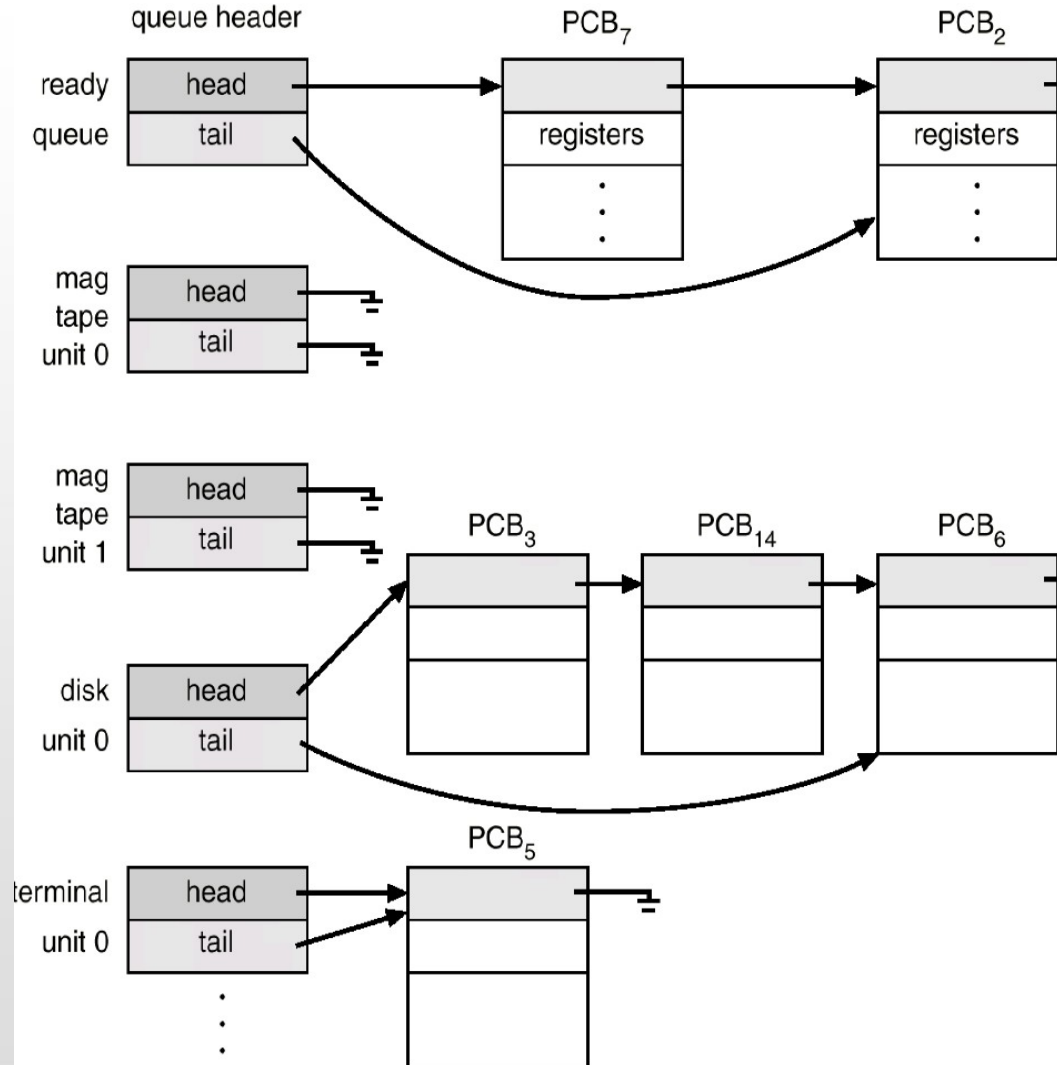 queue header
PCB7
PCB2
ready
queue
head
tail
registers
registers
mag
tape
unit 0
head
tail
mag
tape
unit 1
head
tail
PCB3
PCB14
PCB6
disk
unit 0
head
tail
PCB5
terminal
unit 0
head
tail